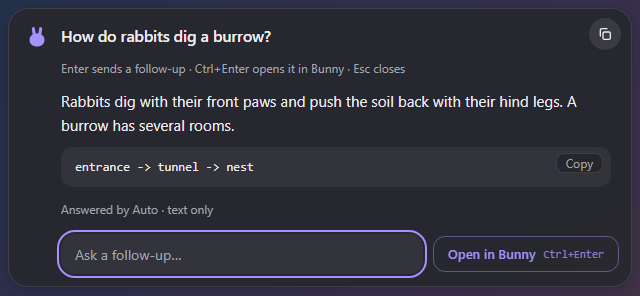 How do rabbits dig a burrow?
Enter sends a follow-up · Ctrl+Enter opens it in Bunny · Esc closes
Rabbits dig with their front paws and push the soil back with their hind legs. A
burrow has several rooms.
entrance -> tunnel -> nest
Copy
Answered by Auto · text only
Ask a follow-up...
Open in Bunny Ctrl+Enter